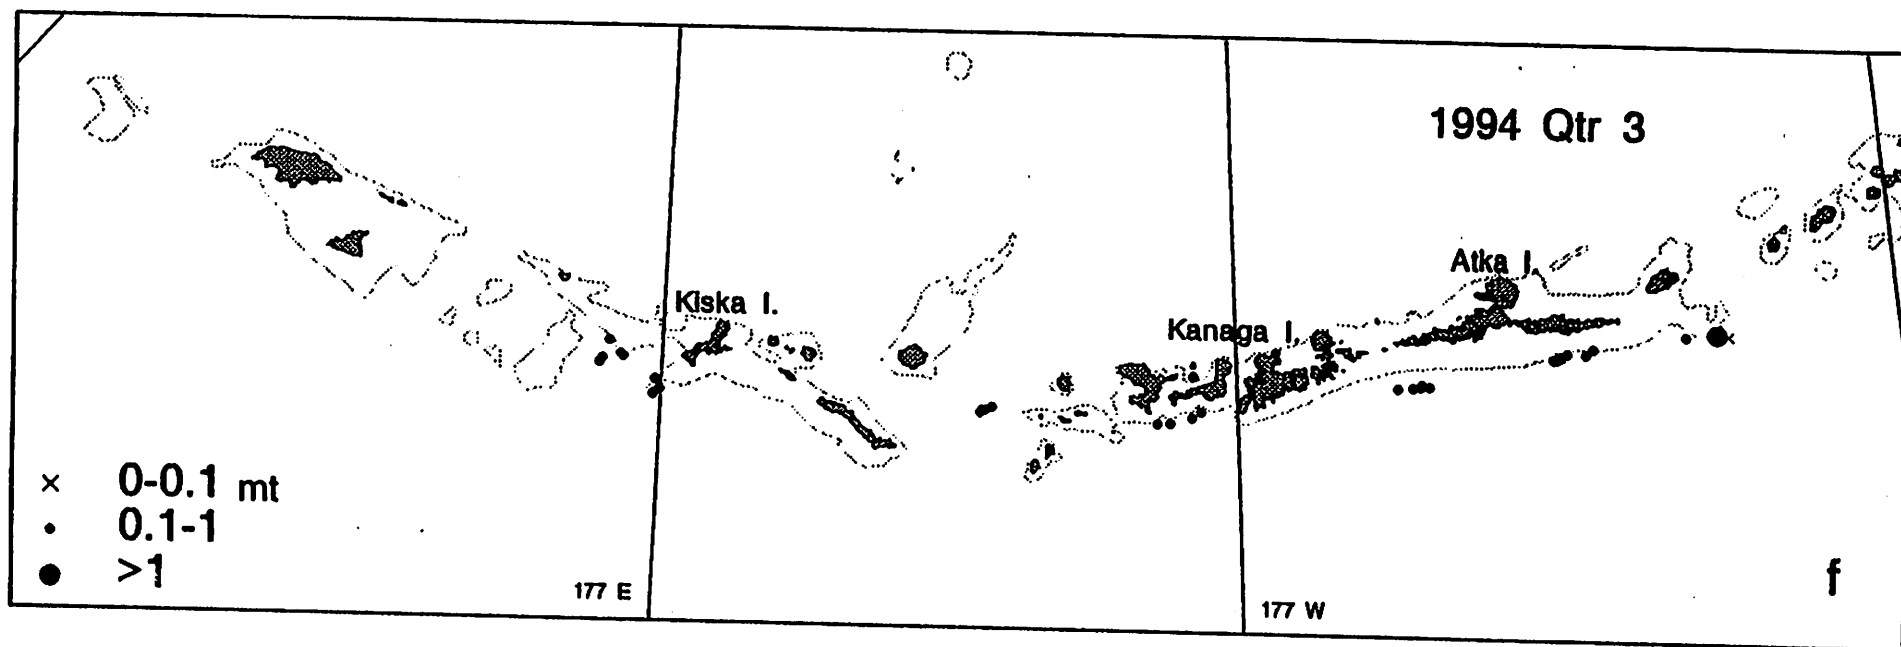 1994 Qtr 3
Atka I.
Kiska I.
Kanaga I.
× 0-0.1 mt
• 0.1-1
● >1
177 E
177 W
f